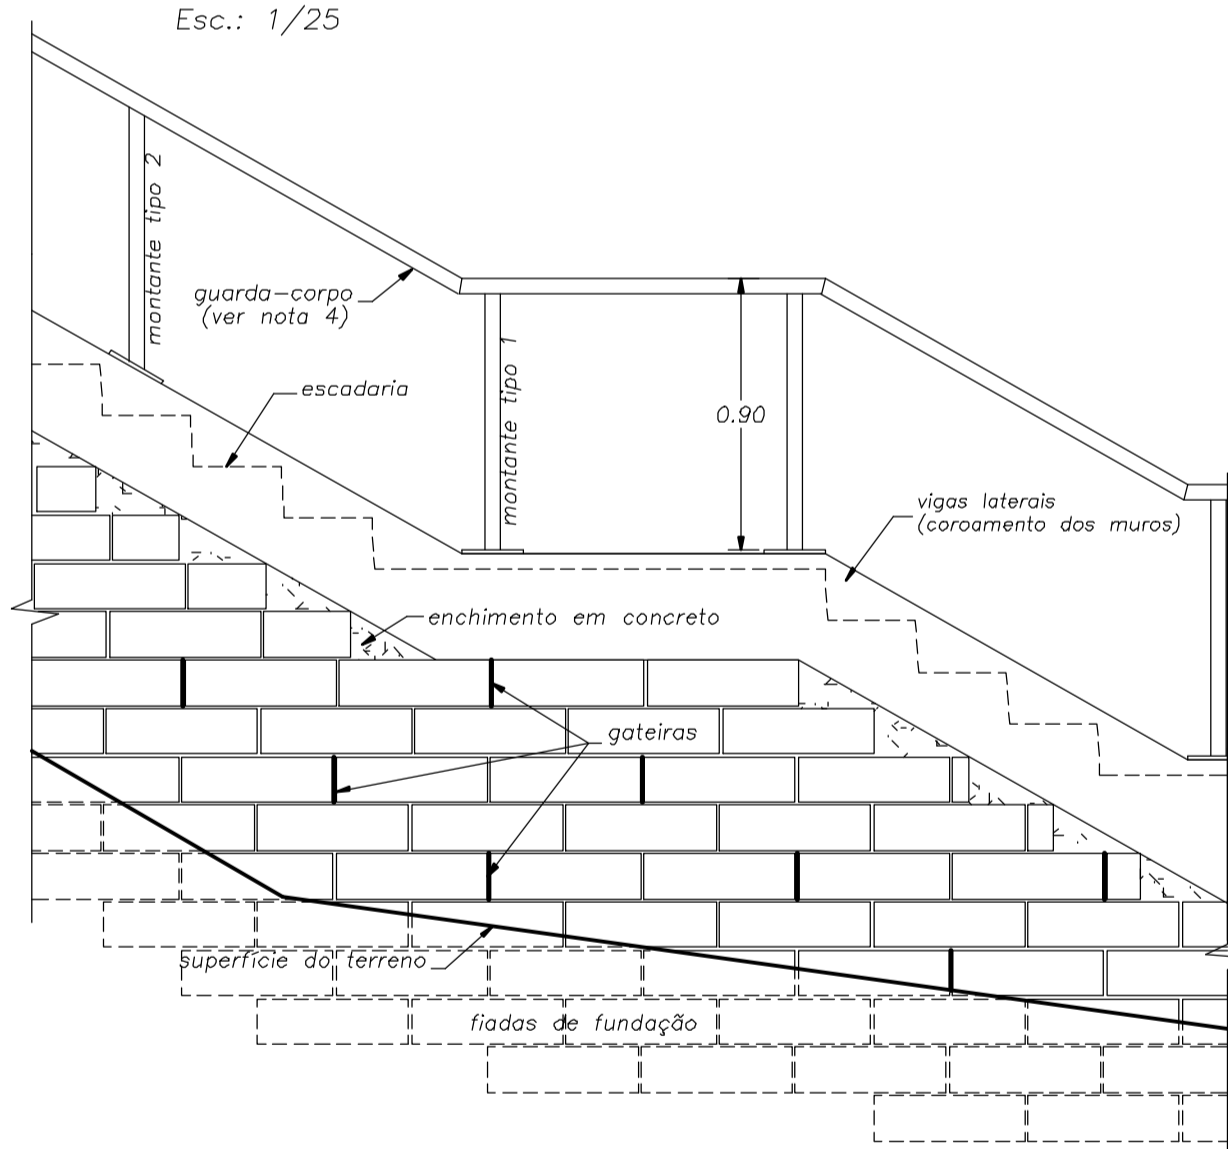 Esc.: 1/25
montante tipo 2
guarda-corpo
(ver nota 4)
montante tipo 1
escadaria
0.90
vigas laterais
(coroamento dos muros)
enchimento em concreto
gateiras
superfície do terreno
fiadas de fundação